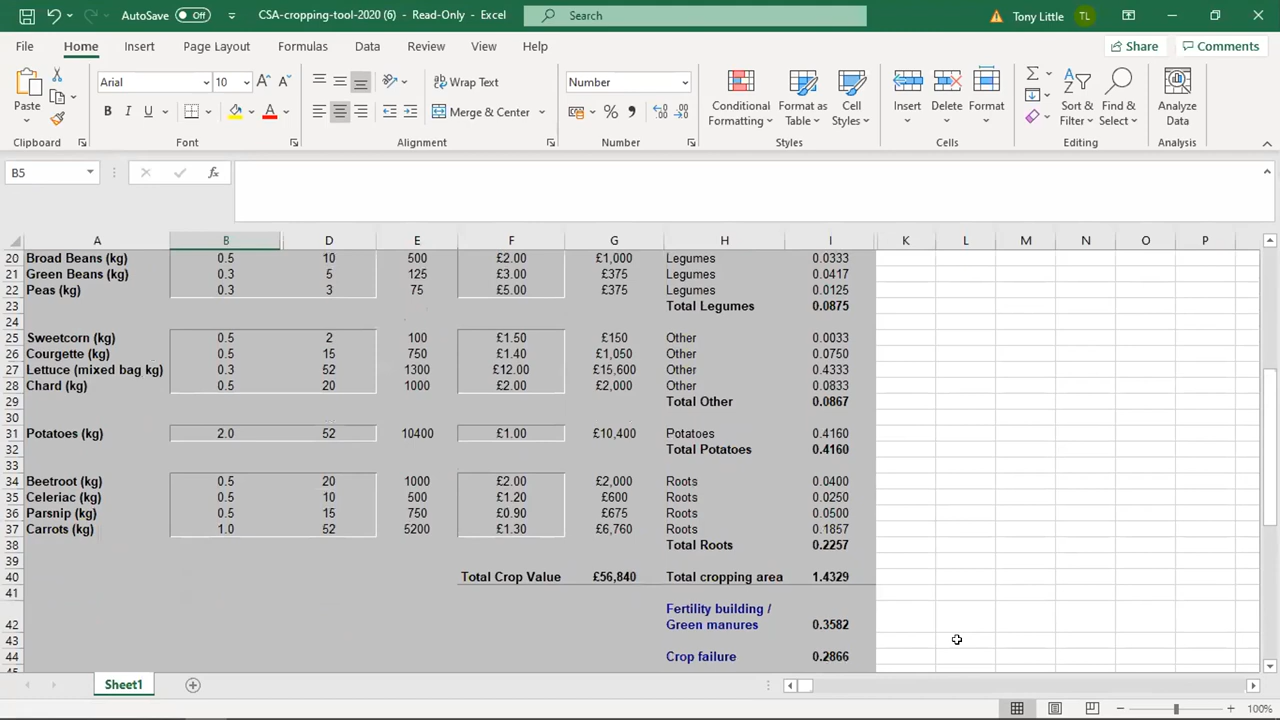 AutoSave Off CSA-cropping-tool-2020 (6) - Read-Only - Excel Search Tony Little TL
File Home Insert Page Layout Formulas Data Review View Help Share Comments
Paste Arial 10 B I U Wrap Text Merge & Center Number Conditional Formatting Format as Table Cell Styles Insert Delete Format Sort & Filter Find & Select Analyze Data
Clipboard Font Alignment Number Styles Cells Editing Analysis
B5 fx
A B D E F G H I K L M N O P
20 Broad Beans (kg) 0.5 10 500 £2.00 £1,000 Legumes 0.0333
21 Green Beans (kg) 0.3 5 125 £3.00 £375 Legumes 0.0417
22 Peas (kg) 0.3 3 75 £5.00 £375 Legumes 0.0125
23 Total Legumes 0.0875
24
25 Sweetcorn (kg) 0.5 2 100 £1.50 £150 Other 0.0033
26 Courgette (kg) 0.5 15 750 £1.40 £1,050 Other 0.0750
27 Lettuce (mixed bag kg) 0.3 52 1300 £12.00 £15,600 Other 0.4333
28 Chard (kg) 0.5 20 1000 £2.00 £2,000 Other 0.0833
29 Total Other 0.0867
30
31 Potatoes (kg) 2.0 52 10400 £1.00 £10,400 Potatoes 0.4160
32 Total Potatoes 0.4160
33
34 Beetroot (kg) 0.5 20 1000 £2.00 £2,000 Roots 0.0400
35 Celeriac (kg) 0.5 10 500 £1.20 £600 Roots 0.0250
36 Parsnip (kg) 0.5 15 750 £0.90 £675 Roots 0.0500
37 Carrots (kg) 1.0 52 5200 £1.30 £6,760 Roots 0.1857
38 Total Roots 0.2257
39
40 Total Crop Value £56,840 Total cropping area 1.4329
41
Fertility building /
42 Green manures 0.3582
43
44 Crop failure 0.2866
Sheet1
100%